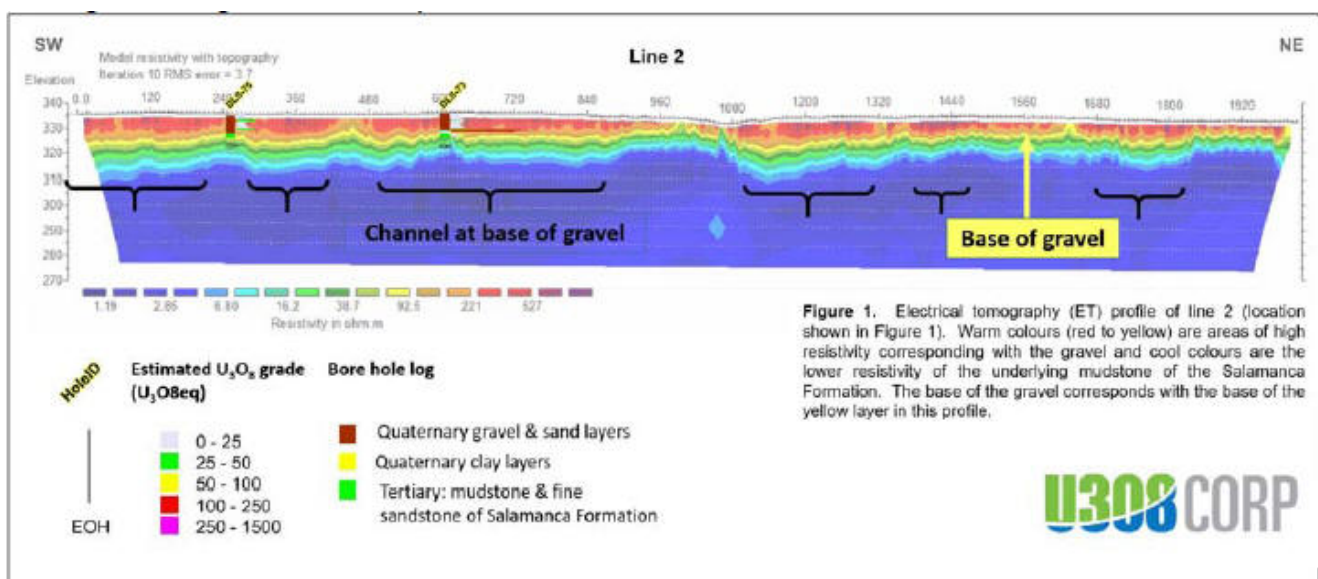 SW
Line 2
NE
Model resistivity with topography
Iteration 10 RMS error = 3.7
Elevation
0.0 120 240 360 480 600 720 840 960 1080 1200 1320 1440 1560 1680 1800 1920
340
330
320
310
300
290
280
270
Channel at base of gravel
Base of gravel
1.19 2.65 6.80 16.2 38.7 92.5 221 527
Resistivity in ohm.m
Figure 1. Electrical tomography (ET) profile of line 2 (location
shown in Figure 1). Warm colours (red to yellow) are areas of high
resistivity corresponding with the gravel and cool colours are the
lower resistivity of the underlying mudstone of the Salamanca
Formation. The base of the gravel corresponds with the base of the
yellow layer in this profile.
HoleID
EOH
Estimated U₃O₈ grade
(U₃O8eq)
0 - 25
25 - 50
50 - 100
100 - 250
250 - 1500
Bore hole log
Quaternary gravel & sand layers
Quaternary clay layers
Tertiary: mudstone & fine
sandstone of Salamanca Formation
U3O8 CORP